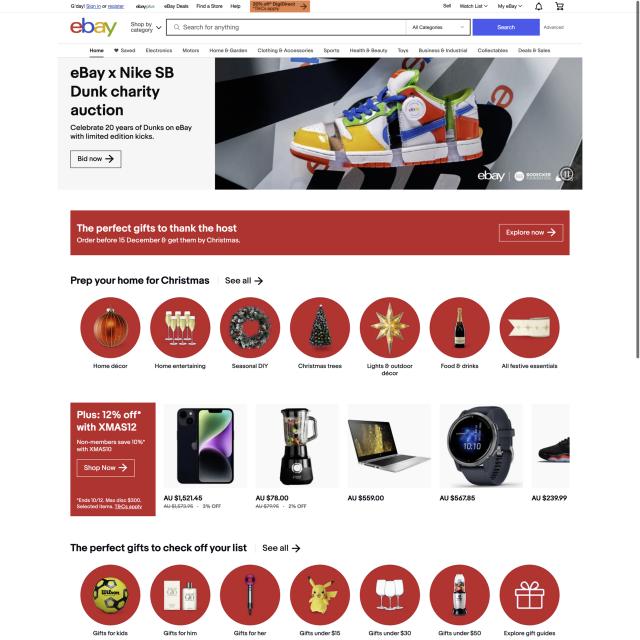 G'day! Sign in or register
ebayplus
eBay Deals
Find a Store
Help
20% off* DigiDirect
*T&Cs apply
Sell
Watch List
My eBay
ebay
Shop by
category
Search for anything
All Categories
Search
Advanced
Home
Saved
Electronics
Motors
Home & Garden
Clothing & Accessories
Sports
Health & Beauty
Toys
Business & Industrial
Collectables
Deals & Sales
eBay x Nike SB
Dunk charity
auction
Celebrate 20 years of Dunks on eBay
with limited edition kicks.
Bid now
ebay
The perfect gifts to thank the host
Order before 15 December & get them by Christmas.
Explore now
Prep your home for Christmas
See all
Home décor
Home entertaining
Seasonal DIY
Christmas trees
Lights & outdoor
décor
Food & drinks
All festive essentials
Plus: 12% off*
with XMAS12
Non-members save 10%*
with XMAS10
Shop Now
*Ends 10/12. Max disc $300.
Selected items. T&Cs apply
AU $1,521.45
AU $1,573.95 · 3% OFF
AU $78.00
AU $79.95 · 2% OFF
AU $559.00
10:10
AU $567.85
AU $239.99
The perfect gifts to check off your list
See all
Wilson
Gifts for kids
Gifts for him
Gifts for her
Gifts under $15
Gifts under $30
Gifts under $50
Explore gift guides